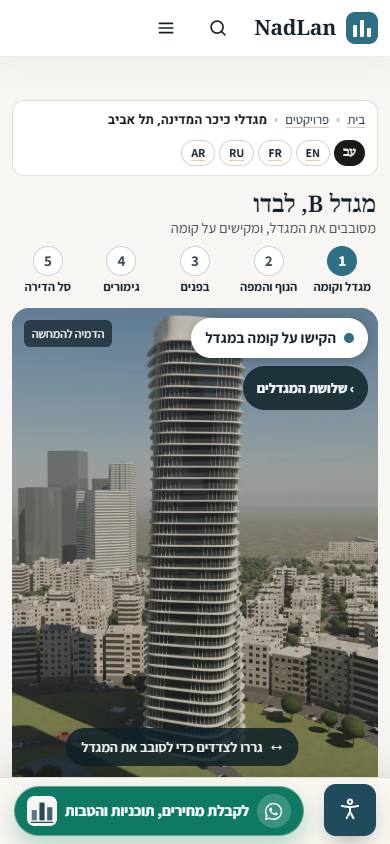 NadLan
בית › פרויקטים › מגדלי כיכר המדינה, תל אביב
עב EN FR RU AR
מגדל B, לבדו
מסובבים את המגדל, ומקישים על קומה
1 2 3 4 5
מגדל וקומה הנוף והמפה בפנים גימורים סל הדירה
הקישו על קומה במגדל
הדמיה להמחשה
‹ שלושת המגדלים
↔ גררו לצדדים כדי לסובב את המגדל
לקבלת מחירים, תוכניות והטבות